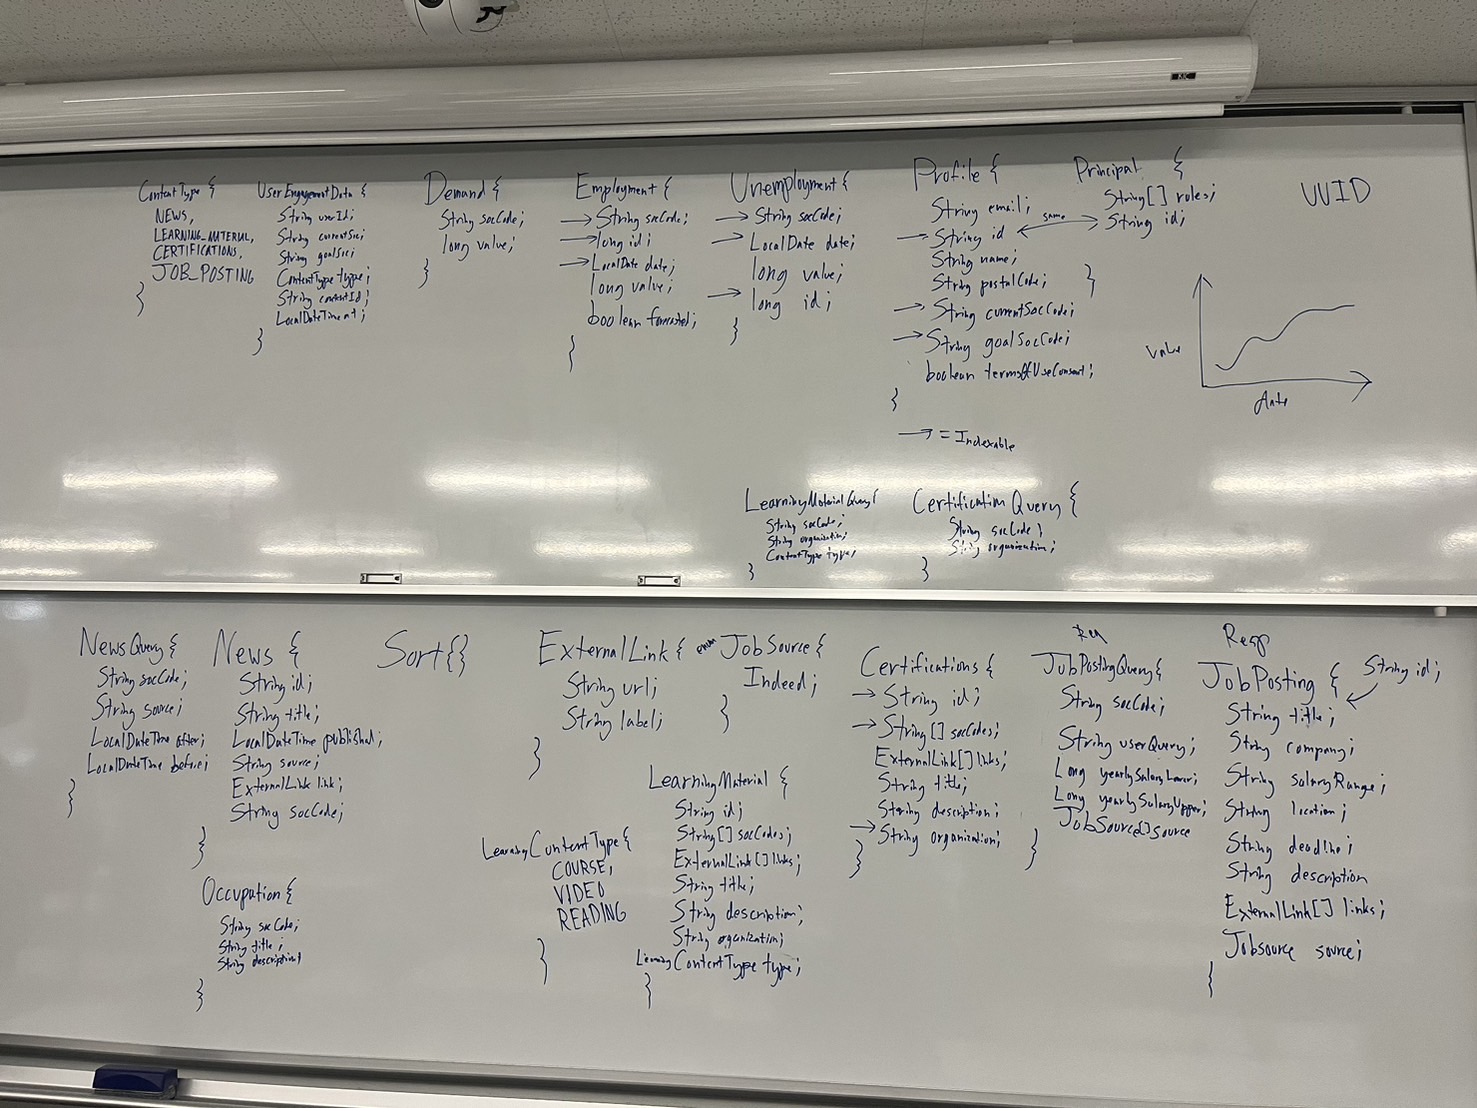 ContentType {
NEWS,
LEARNING_MATERIAL,
CERTIFICATIONS,
JOB_POSTING
}
UserEngagementData {
String userId;
String currentSoc;
String goalSoc;
ContentType type;
String contentId;
LocalDateTime at;
}
Demand {
String socCode;
long value;
}
Employment {
→ String socCode;
→ long id;
→ LocalDate date;
long value;
boolean forecasted;
}
Unemployment {
→ String socCode;
→ LocalDate date;
long value;
→ long id;
}
Profile {
String email;
→ String id
String name;
String postalCode;
→ String currentSocCode;
→ String goalSocCode;
boolean termsOfUseConsent;
}
→ = Indexable
same
Principal {
String[] roles;
String id;
}
UUID
Value
LearningMaterialQuery{
String socCode;
String organization;
ContentType type;
}
CertificationQuery {
String socCode;
String organization;
}
NewsQuery {
String socCode;
String source;
LocalDateTime after;
LocalDateTime before;
}
News {
String id;
String title;
LocalDateTime published;
String source;
ExternalLink link;
String socCode;
}
Occupation {
String socCode;
String title;
String description;
}
Sort{}
ExternalLink {
String url;
String label;
}
enum JobSource {
Indeed;
}
LearningContentType {
COURSE,
VIDEO
READING
}
LearningMaterial {
String id;
String[] socCodes;
ExternalLink[] links;
String title;
String description;
String organization;
LearningContentType type;
}
Certifications {
→ String id;
→ String[] socCodes;
ExternalLink[] links;
String title;
String description;
→ String organization;
}
Req
JobPostingQuery{
String socCode;
String userQuery;
Long yearlySalaryLower;
Long yearlySalaryUpper;
JobSource[] source
}
Resp
JobPosting {
String id;
String title;
String company;
String salaryRange;
String location;
String deadline;
String description
ExternalLink[] links;
Jobsource source;
}